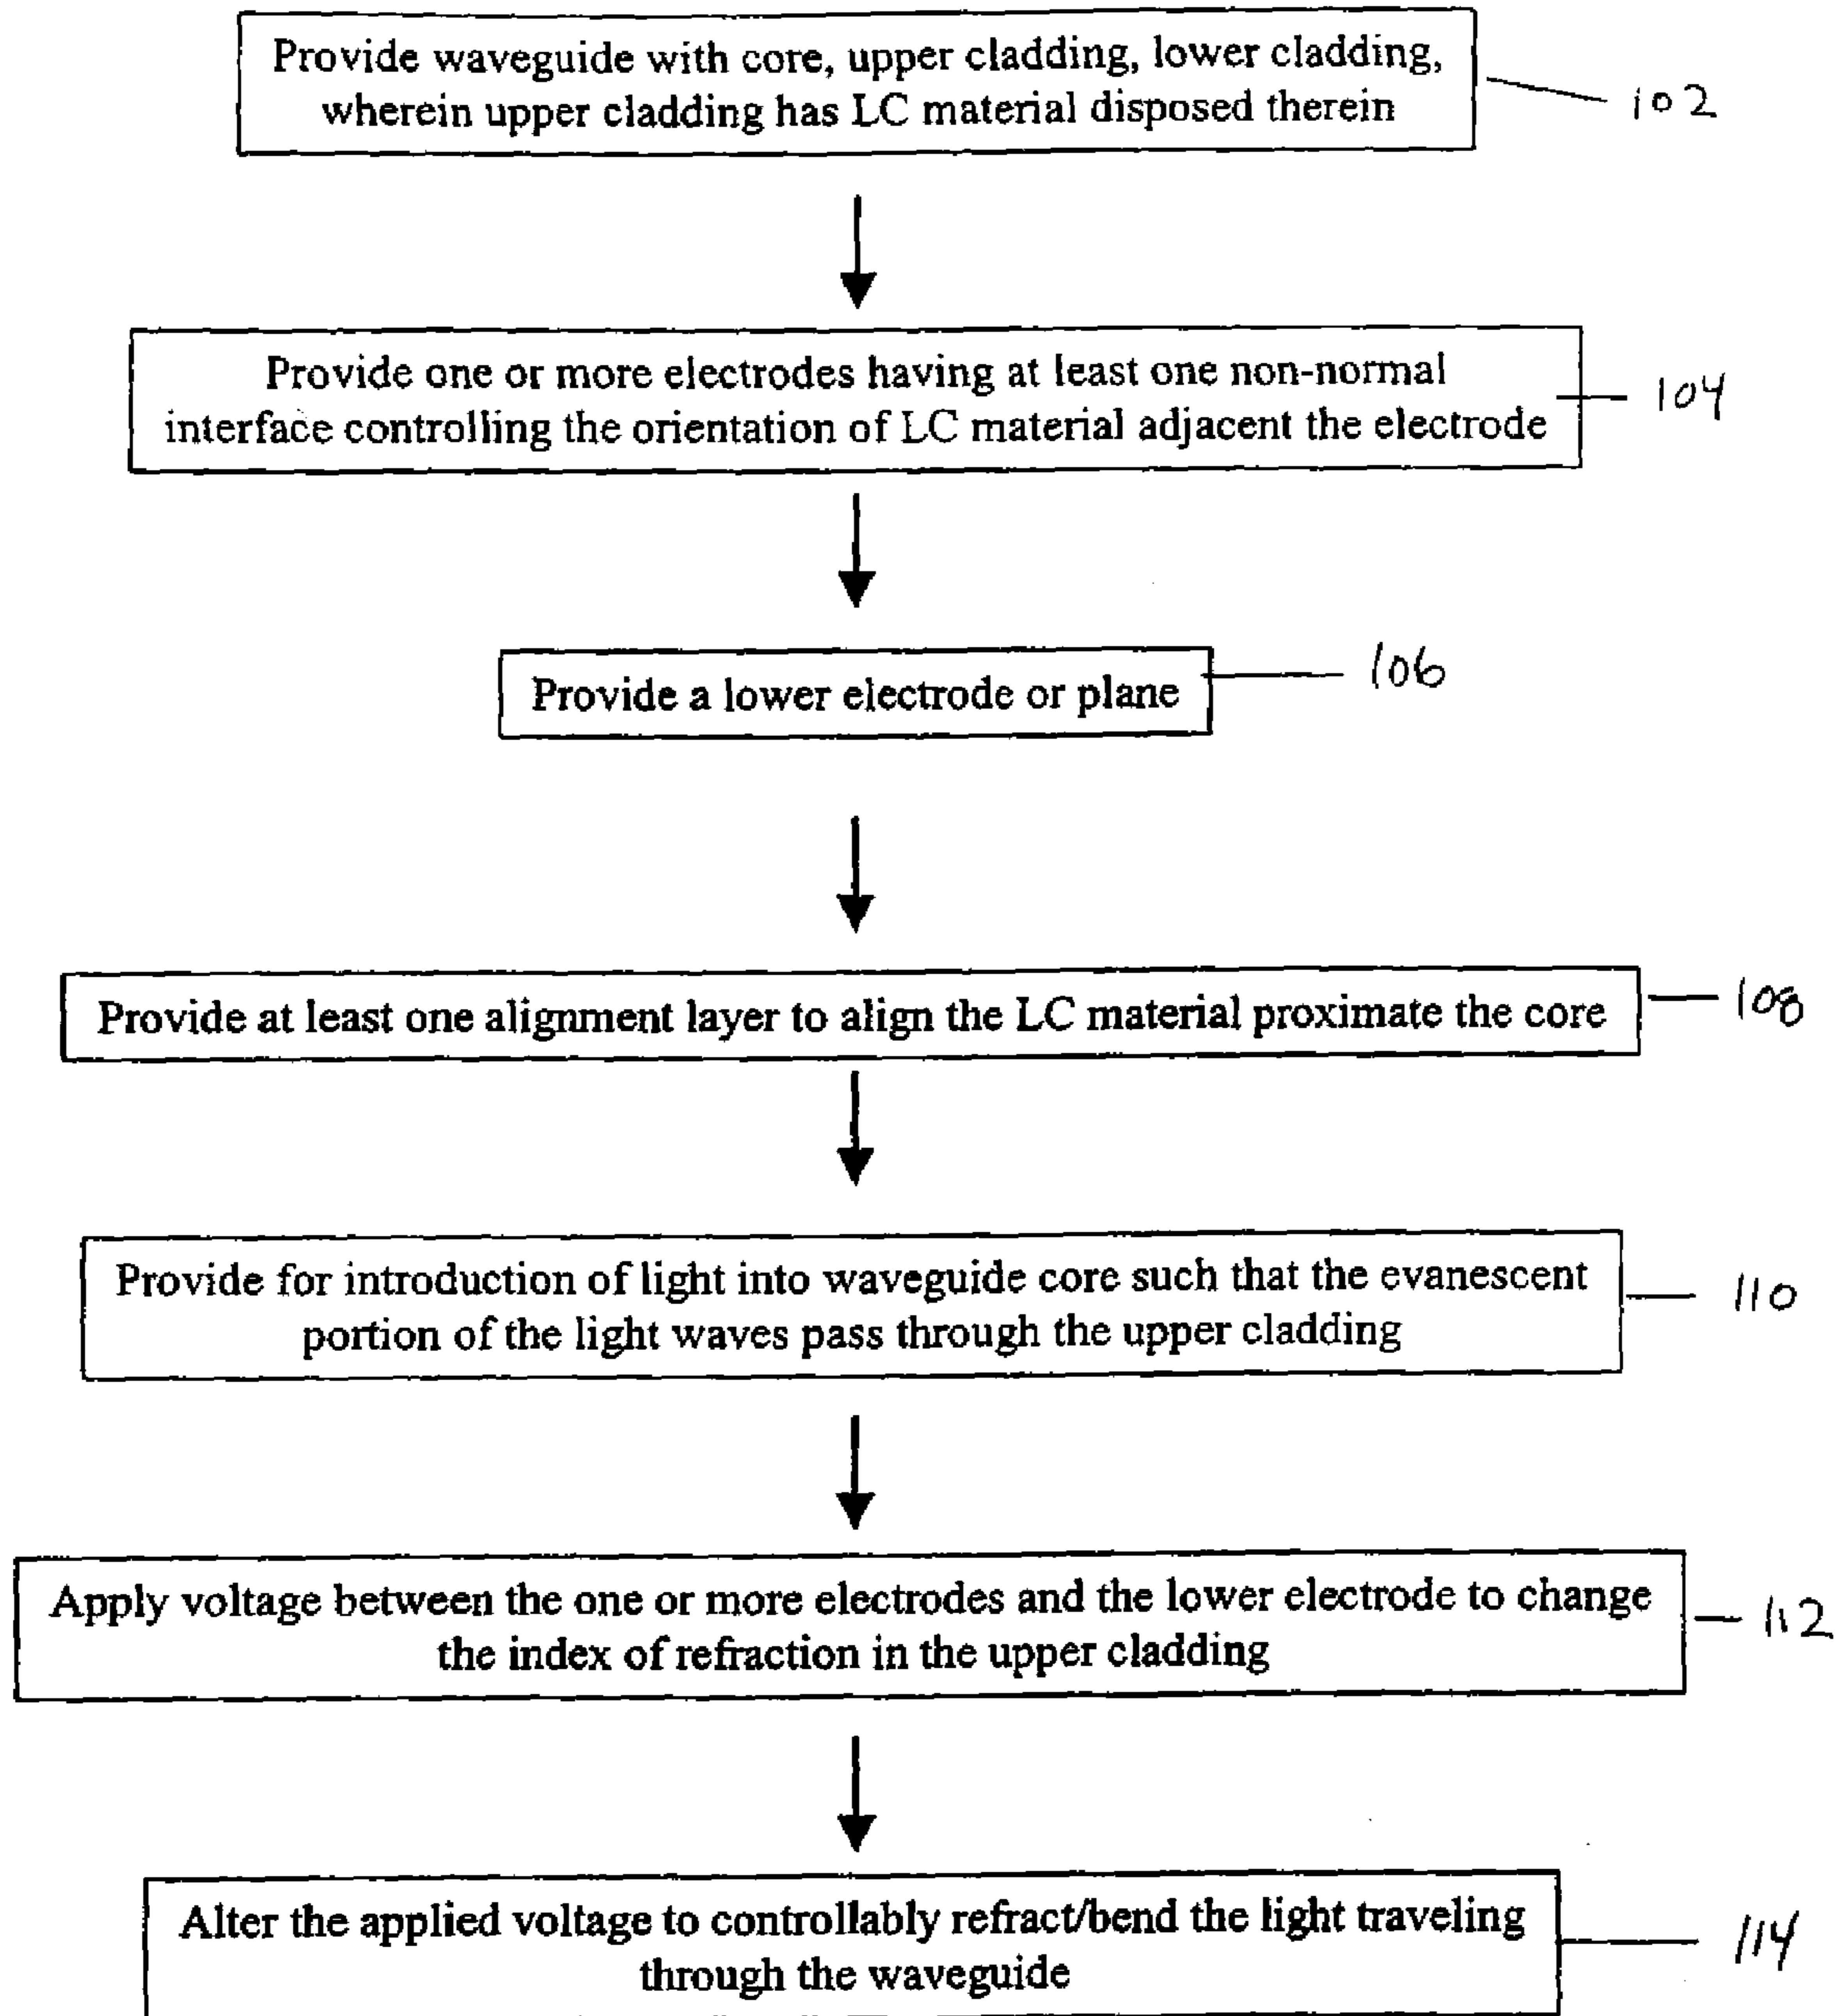 Provide waveguide with core, upper cladding, lower cladding,
wherein upper cladding has LC material disposed therein
102
Provide one or more electrodes having at least one non-normal
interface controlling the orientation of LC material adjacent the electrode
104
Provide a lower electrode or plane
106
Provide at least one alignment layer to align the LC material proximate the core
108
Provide for introduction of light into waveguide core such that the evanescent
portion of the light waves pass through the upper cladding
110
Apply voltage between the one or more electrodes and the lower electrode to change
the index of refraction in the upper cladding
112
Alter the applied voltage to controllably refract/bend the light traveling
through the waveguide
114